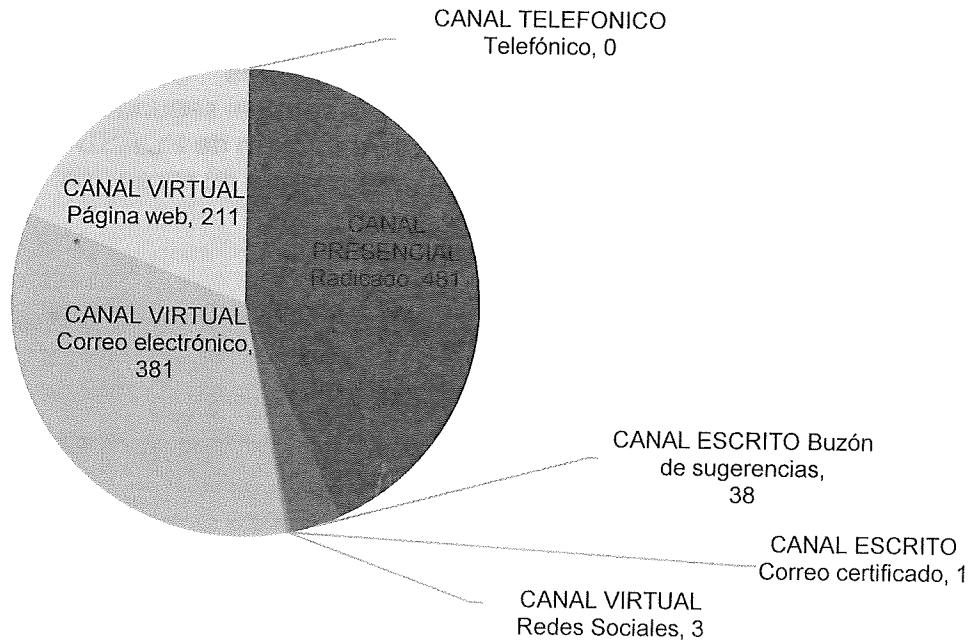 CANAL TELEFONICO
Telefónico, 0
CANAL VIRTUAL
Página web, 211
CANAL
PRESENCIAL
Radicado, 481
CANAL VIRTUAL
Correo electrónico,
381
CANAL ESCRITO Buzón
de sugerencias,
38
CANAL ESCRITO
Correo certificado, 1
CANAL VIRTUAL
Redes Sociales, 3